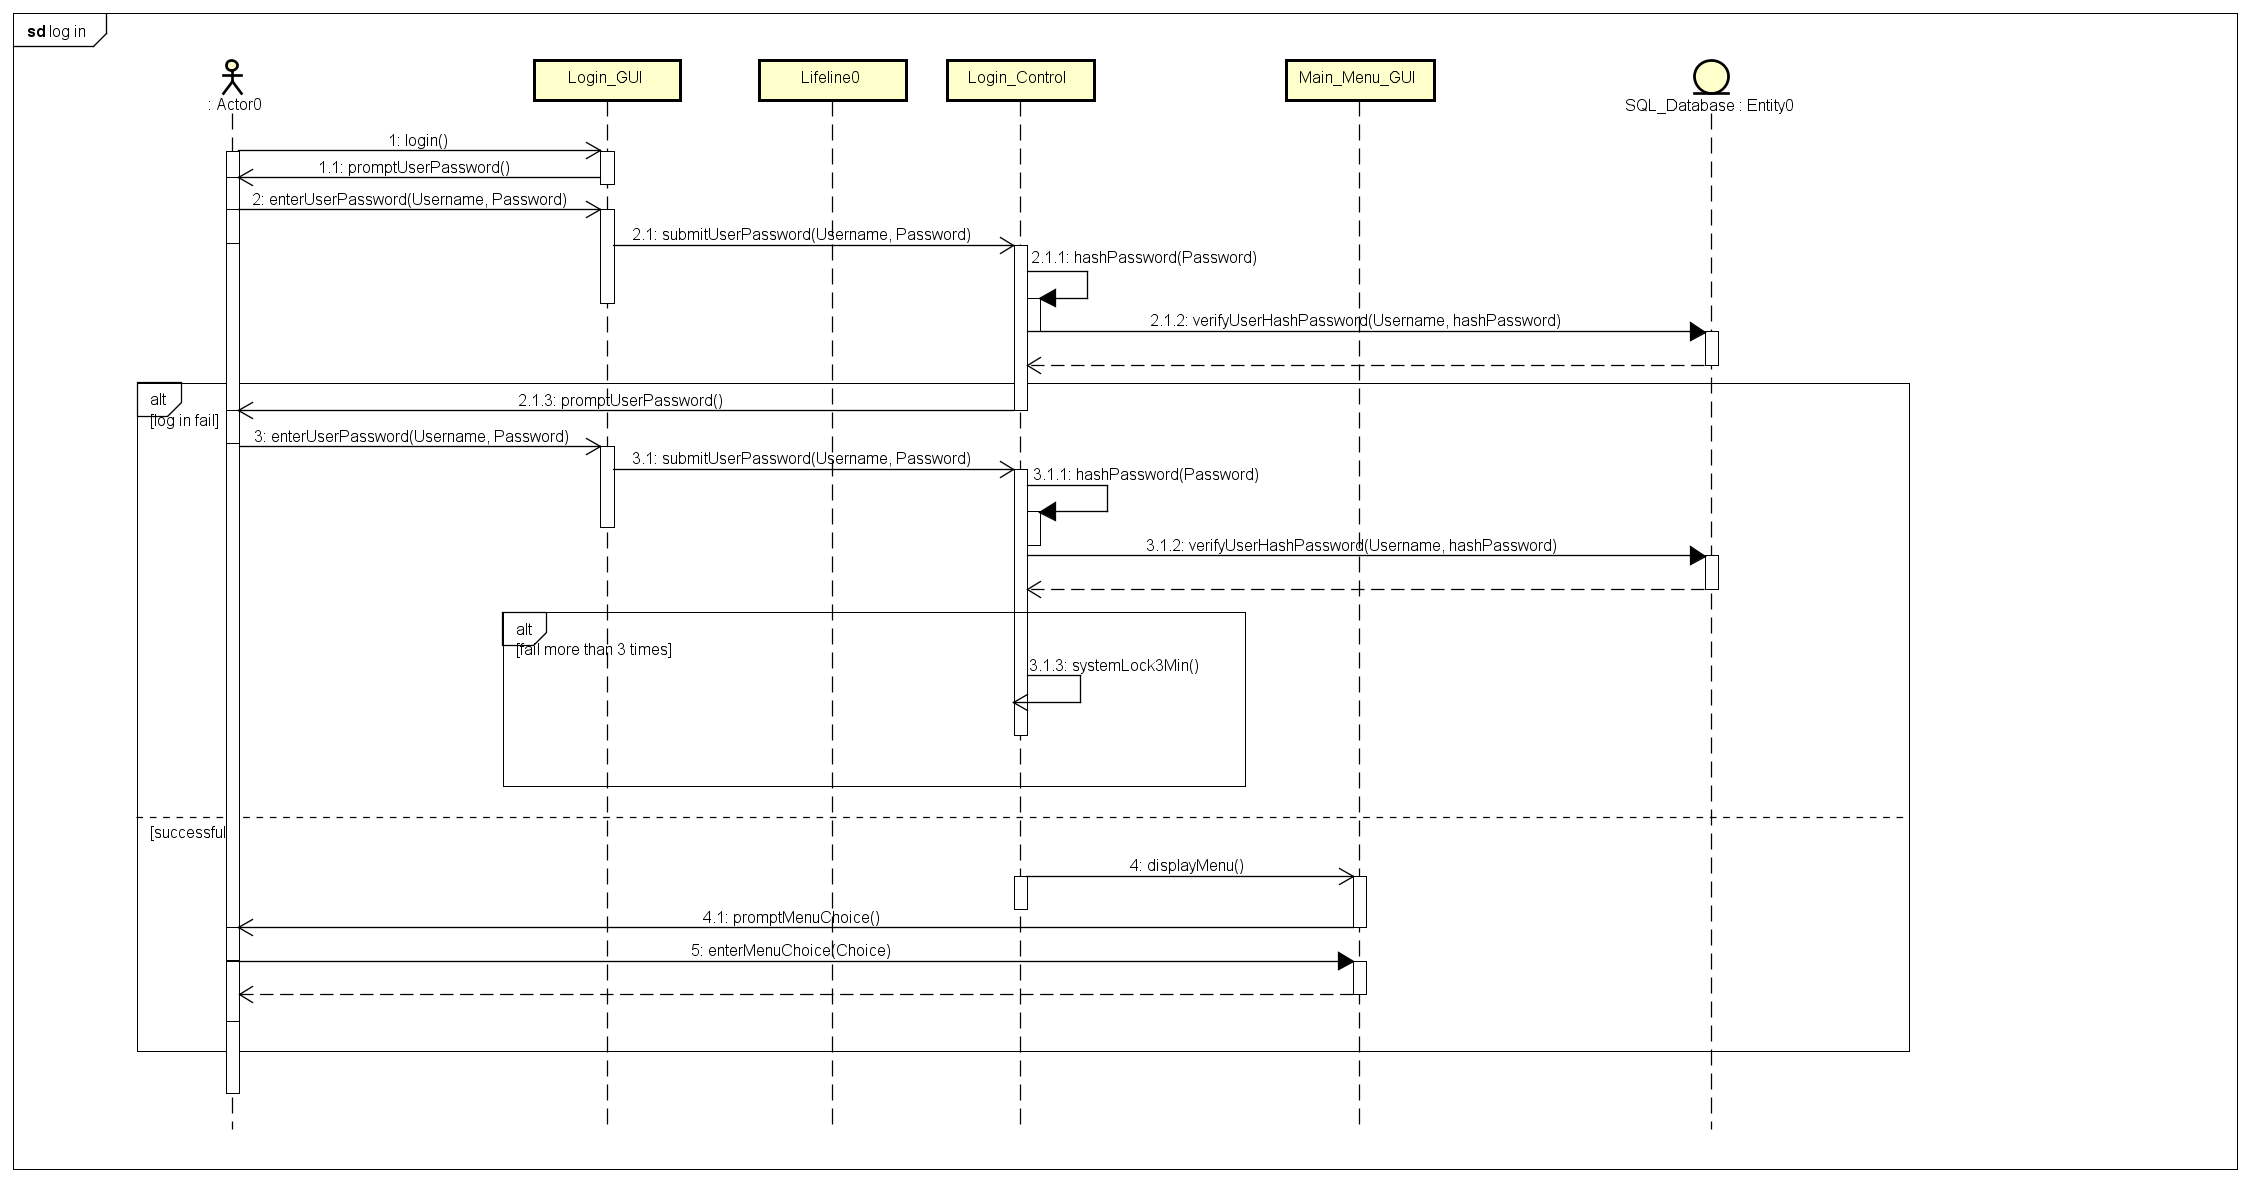 sd log in
Login_GUI
Lifeline0
Login_Control
Main_Menu_GUI
: Actor0
SQL_Database : Entity0
1: login()
1.1: promptUserPassword()
2: enterUserPassword(Username, Password)
2.1: submitUserPassword(Username, Password)
2.1.1: hashPassword(Password)
2.1.2: verifyUserHashPassword(Username, hashPassword)
alt
2.1.3: promptUserPassword()
[log in fail]
3: enterUserPassword(Username, Password)
3.1: submitUserPassword(Username, Password)
3.1.1: hashPassword(Password)
3.1.2: verifyUserHashPassword(Username, hashPassword)
alt
[fail more than 3 times]
3.1.3: systemLock3Min()
[successful
4: displayMenu()
4.1: promptMenuChoice()
5: enterMenuChoice(Choice)